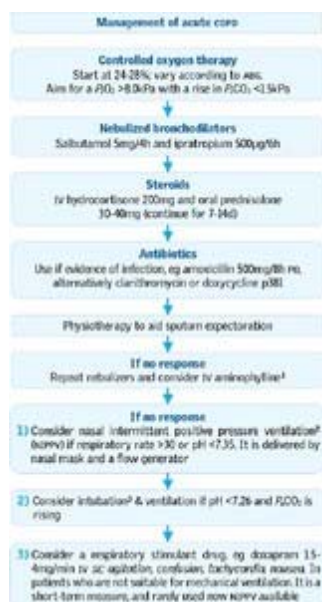 Management of acute COPD
Controlled oxygen therapy
Start at 24-28%; vary according to ABG.
Aim for a PₐO₂ >8.0kPa with a rise in PₐCO₂ <1.5kPa
Nebulized bronchodilators
Salbutamol 5mg/4h and ipratropium 500µg/6h
Steroids
IV hydrocortisone 200mg and oral prednisolone
30-40mg (continue for 7-14d)
Antibiotics
Use if evidence of infection, eg amoxicillin 500mg/8h PO,
alternatively clarithromycin or doxycycline p381
Physiotherapy to aid sputum expectoration
If no response
Repeat nebulizers and consider IV aminophylline
If no response
1) Consider nasal intermittent positive pressure ventilation
(NIPPV) if respiratory rate >30 or pH <7.35. It is delivered by
nasal mask and a flow generator
2) Consider intubation & ventilation if pH <7.26 and PₐCO₂ is
rising
3) Consider a respiratory stimulant drug, eg doxapram 1.5-
4mg/min IV SE: agitation, confusion, tachycardia, nausea. In
patients who are not suitable for mechanical ventilation. It is a
short-term measure, and rarely used now NIPPV available